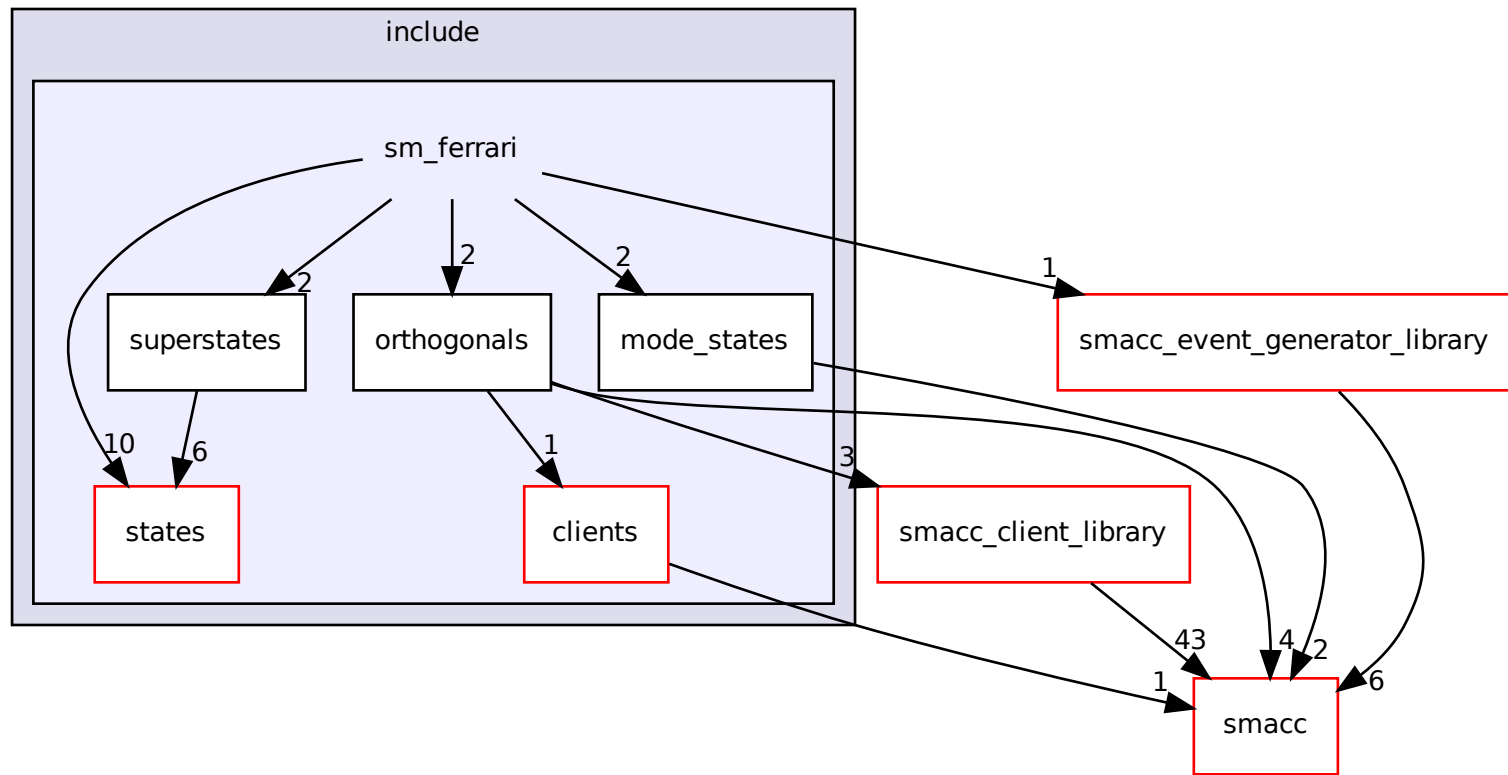 include
sm_ferrari
2
2
2
1
superstates
orthogonals
mode_states
smacc_event_generator_library
10
6
1
3
states
clients
smacc_client_library
43
4
2
1
6
smacc